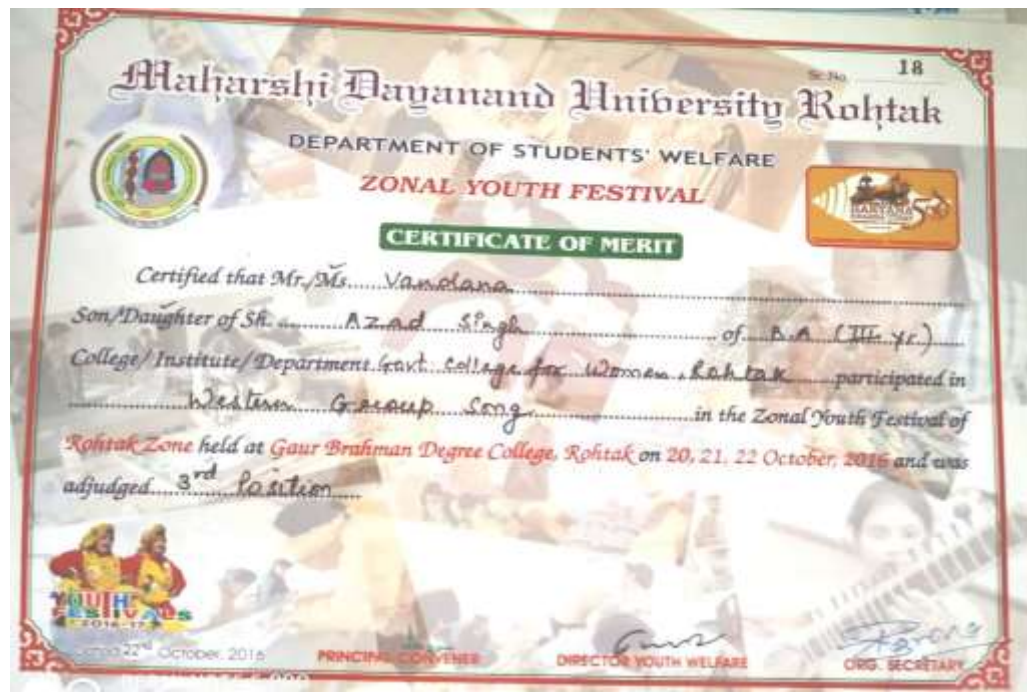 Sr. No. 18
Maharshi Dayanand University Rohtak
DEPARTMENT OF STUDENTS' WELFARE
ZONAL YOUTH FESTIVAL
HARYANA
CERTIFICATE OF MERIT
Certified that Mr./Ms. Vandana
Son/Daughter of Sh. Azad Singh of B.A (III yr.)
College/Institute/Department Govt. college for Women, Rohtak participated in
Western Group Song in the Zonal Youth Festival of
Rohtak Zone held at Gaur Brahman Degree College, Rohtak on 20, 21, 22 October, 2016 and was
adjudged 3rd Position
YOUTH
FESTIVALS
2016-17
22nd October, 2016
PRINCIPAL CONVENER DIRECTOR YOUTH WELFARE ORG. SECRETARY